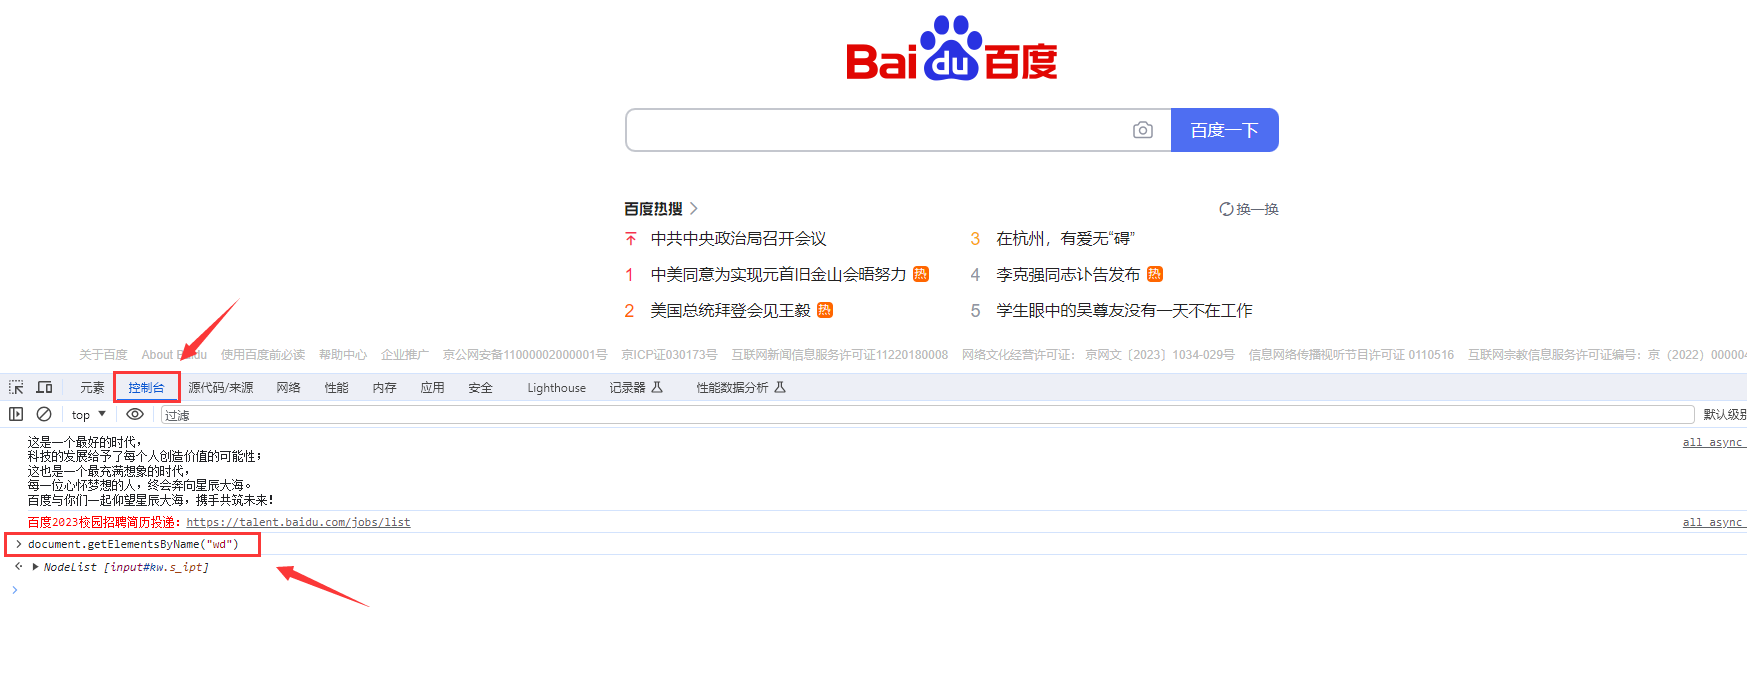 Baidu百度
百度一下
百度热搜
换一换
中共中央政治局召开会议
1 中美同意为实现元首旧金山会晤努力 热
2 美国总统拜登会见王毅 热
3 在杭州，有爱无“碍”
4 李克强同志讣告发布 热
5 学生眼中的吴尊友没有一天不在工作
关于百度 About Baidu 使用百度前必读 帮助中心 企业推广 京公网安备11000002000001号 京ICP证030173号 互联网新闻信息服务许可证11220180008 网络文化经营许可证： 京网文〔2023〕1034-029号 信息网络传播视听节目许可证 0110516 互联网宗教信息服务许可证编号：京（2022）000004
元素 控制台 源代码/来源 网络 性能 内存 应用 安全 Lighthouse 记录器 性能数据分析
top 过滤 默认级别
这是一个最好的时代，
all_async_
科技的发展给予了每个人创造价值的可能性；
这也是一个最充满想象的时代，
每一位心怀梦想的人，终会奔向星辰大海。
百度与你们一起仰望星辰大海，携手共筑未来！
百度2023校园招聘简历投递：https://talent.baidu.com/jobs/list
all_async_
> document.getElementsByName("wd")
NodeList [input#kw.s_ipt]